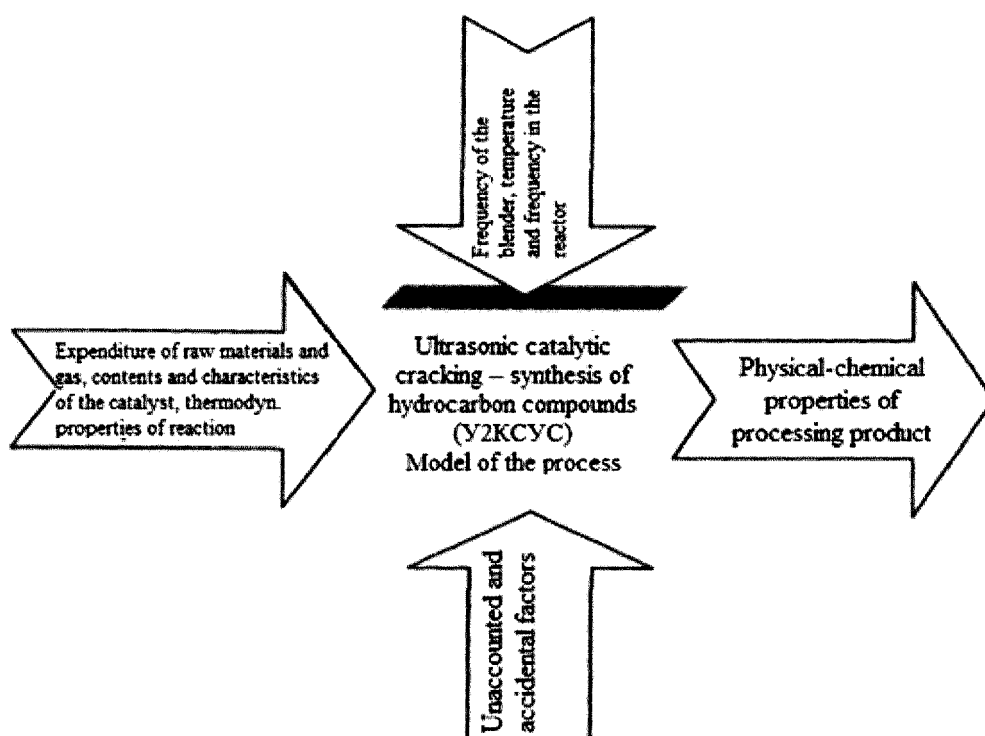 Frequency of the
blender, temperature
and frequency in the
reactor
Expenditure of raw materials and
gas, contents and characteristics
of the catalyst, thermodyn.
properties of reaction
Ultrasonic catalytic
cracking – synthesis of
hydrocarbon compounds
(У2КСУС)
Model of the process
Physical-chemical
properties of
processing product
Unaccounted and
accidental factors